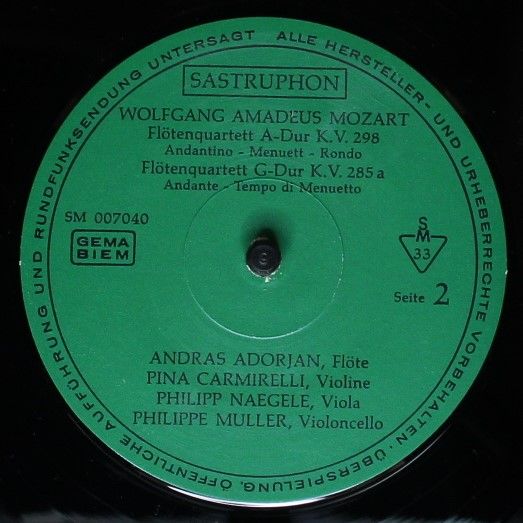 ALLE HERSTELLER- UND URHEBERRECHTE VORBEHALTEN · ÜBERSPIELUNG, ÖFFENTLICHE AUFFÜHRUNG UND RUNDFUNKSENDUNG UNTERSAGT
SASTRUPHON
WOLFGANG AMADEUS MOZART
Flötenquartett A-Dur K.V. 298
Andantino - Menuett - Rondo
Flötenquartett G-Dur K.V. 285 a
Andante - Tempo di Menuetto
SM 007040
GEMA
BIEM
S
M
33
Seite 2
ANDRAS ADORJAN, Flöte
PINA CARMIRELLI, Violine
PHILIPP NAEGELE, Viola
PHILIPPE MULLER, Violoncello